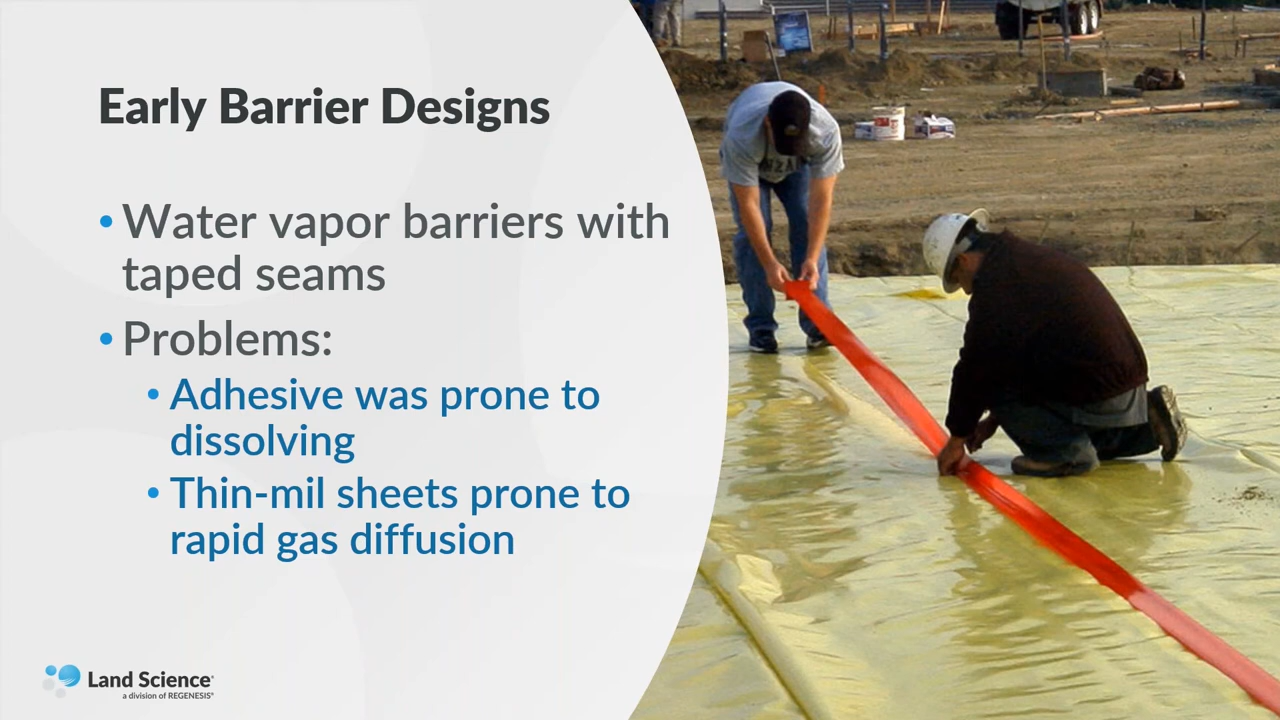 Early Barrier Designs
• Water vapor barriers with
taped seams
• Problems:
• Adhesive was prone to
dissolving
• Thin-mil sheets prone to
rapid gas diffusion
Land Science®
a division of REGENESIS®